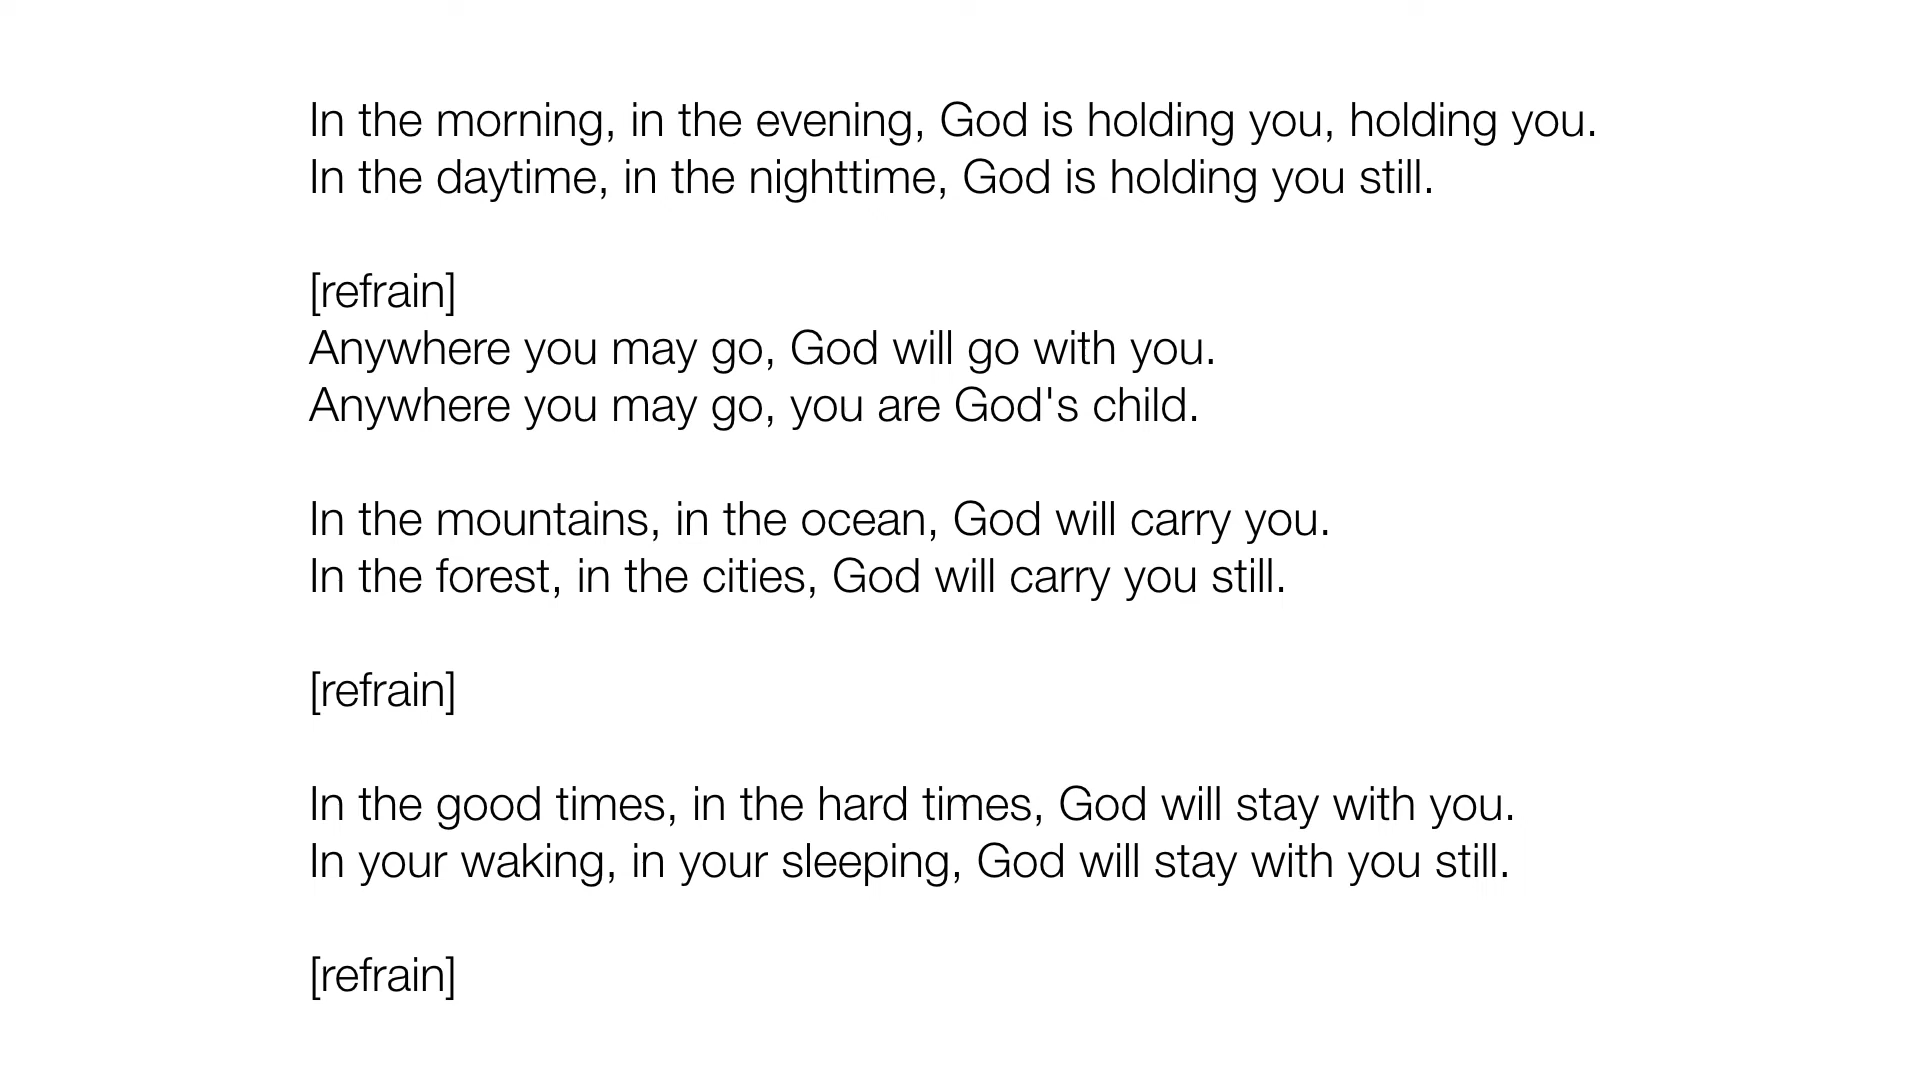 In the morning, in the evening, God is holding you, holding you.
In the daytime, in the nighttime, God is holding you still.
[refrain]
Anywhere you may go, God will go with you.
Anywhere you may go, you are God's child.
In the mountains, in the ocean, God will carry you.
In the forest, in the cities, God will carry you still.
[refrain]
In the good times, in the hard times, God will stay with you.
In your waking, in your sleeping, God will stay with you still.
[refrain]